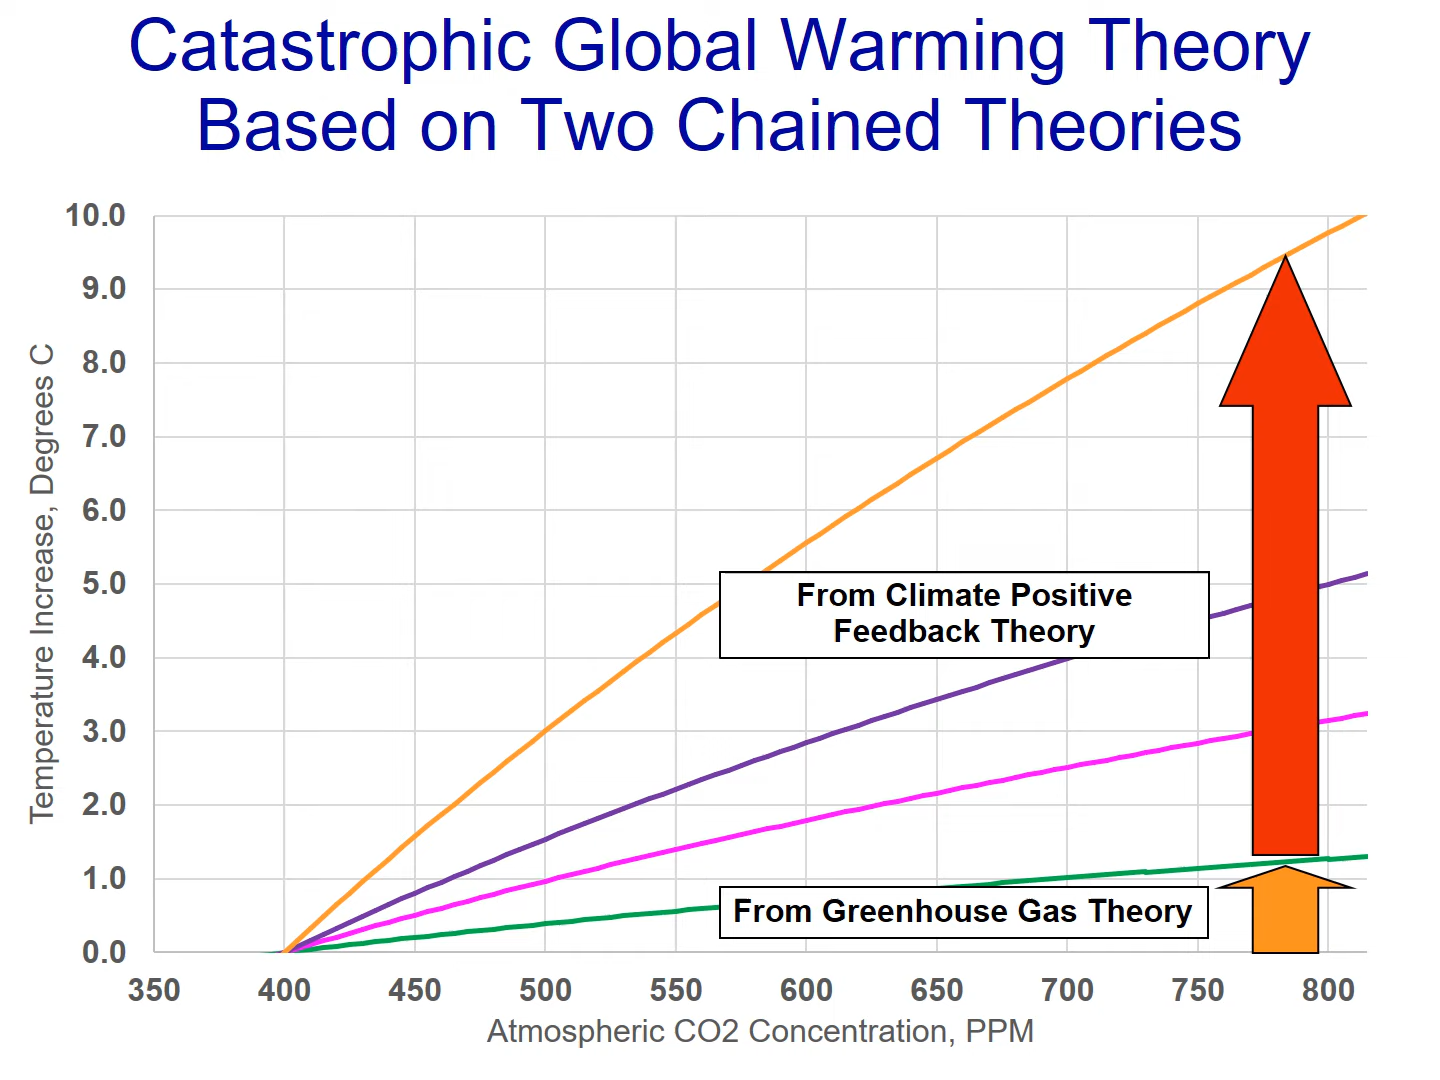 Catastrophic Global Warming Theory
Based on Two Chained Theories
10.0
9.0
8.0
7.0
6.0
5.0
4.0
3.0
2.0
1.0
0.0
Temperature Increase, Degrees C
From Climate Positive
Feedback Theory
From Greenhouse Gas Theory
350 400 450 500 550 600 650 700 750 800
Atmospheric CO2 Concentration, PPM